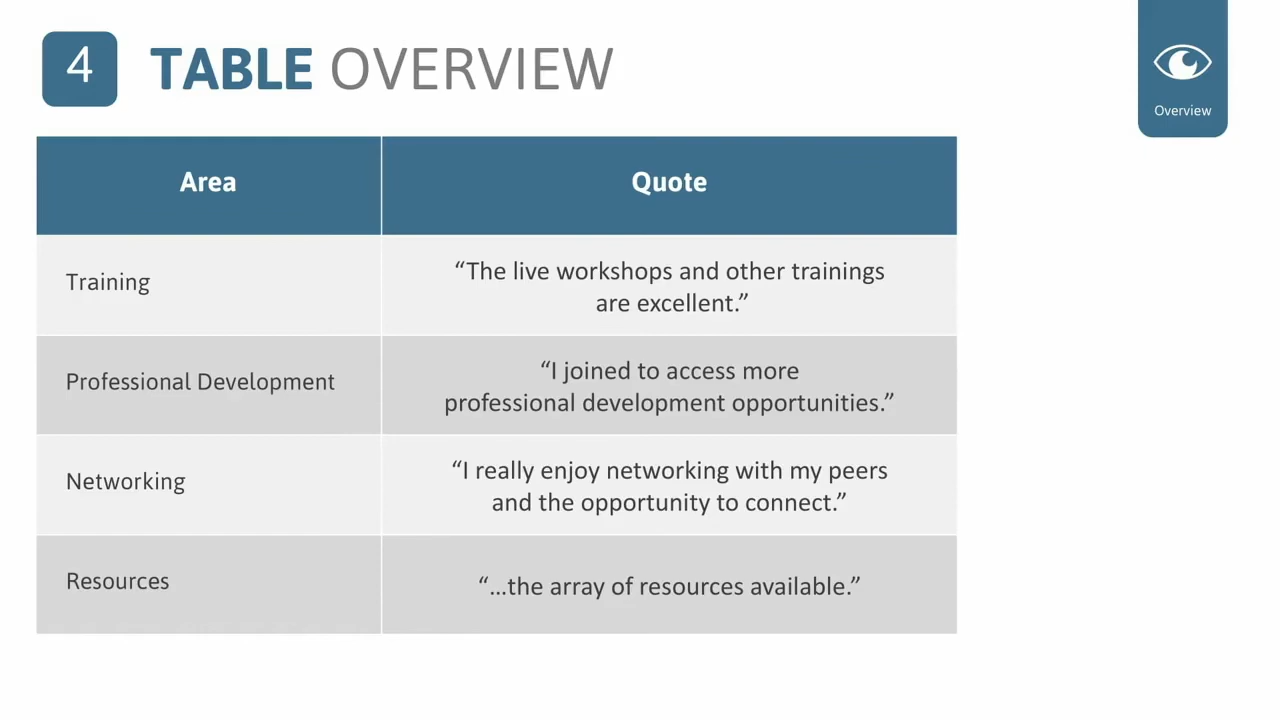 4
TABLE OVERVIEW
Overview
Area
Quote
Training
“The live workshops and other trainings
are excellent.”
Professional Development
“I joined to access more
professional development opportunities.”
Networking
“I really enjoy networking with my peers
and the opportunity to connect.”
Resources
“…the array of resources available.”